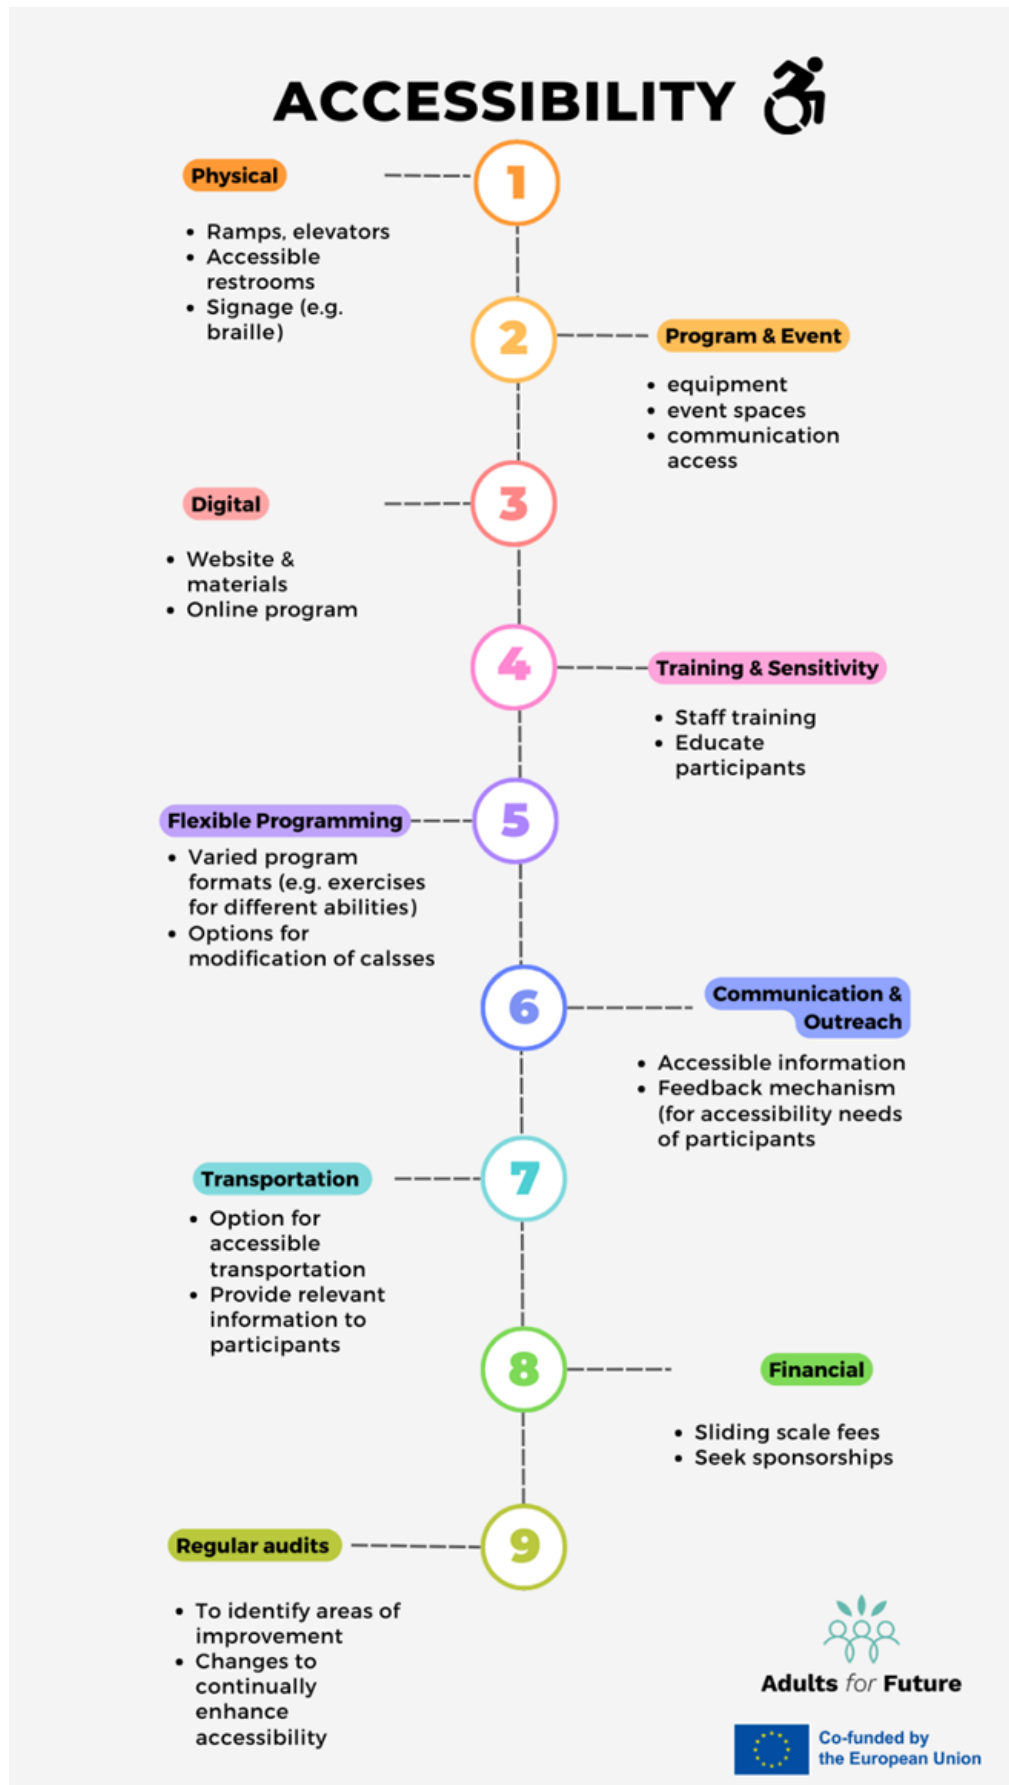 ACCESSIBILITY
1
Physical
• Ramps, elevators
• Accessible
restrooms
• Signage (e.g.
braille)
2
Program & Event
• equipment
• event spaces
• communication
access
3
Digital
• Website &
materials
• Online program
4
Training & Sensitivity
• Staff training
• Educate
participants
5
Flexible Programming
• Varied program
formats (e.g. exercises
for different abilities)
• Options for
modification of calsses
6
Communication &
Outreach
• Accessible information
• Feedback mechanism
(for accessibility needs
of participants
7
Transportation
• Option for
accessible
transportation
• Provide relevant
information to
participants
8
Financial
• Sliding scale fees
• Seek sponsorships
9
Regular audits
• To identify areas of
improvement
• Changes to
continually
enhance
accessibility
Adults for Future
Co-funded by
the European Union